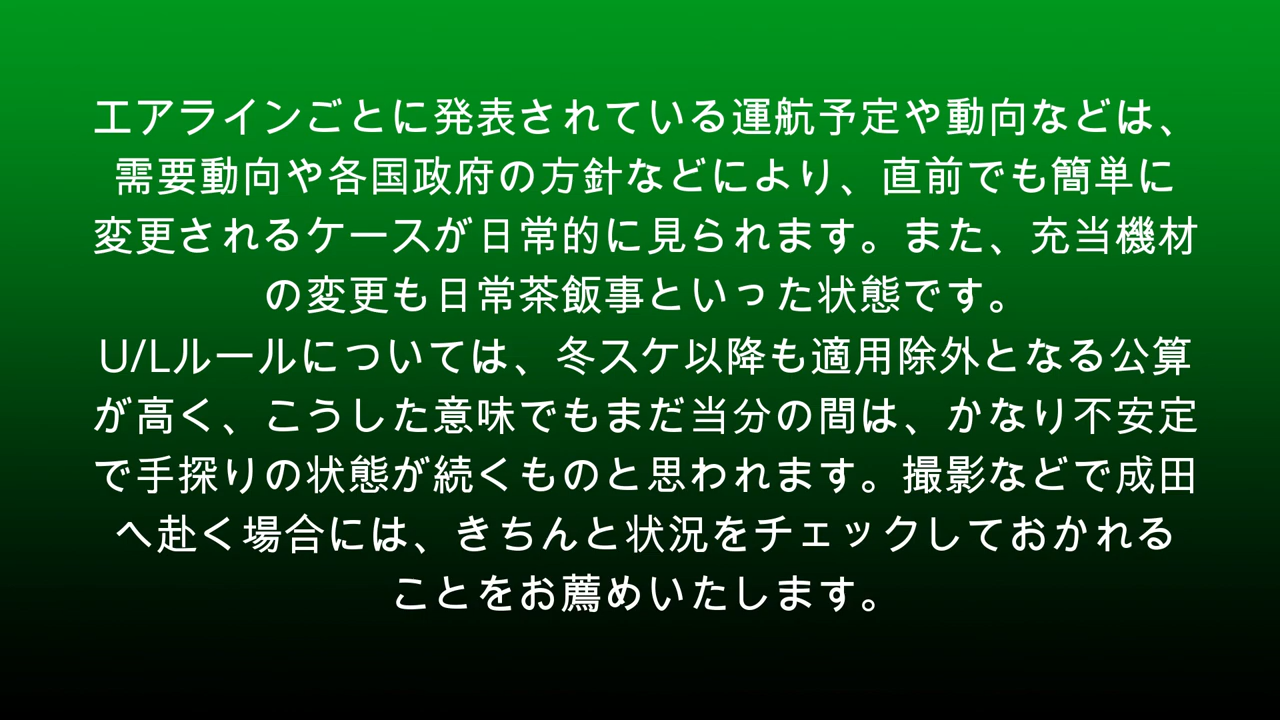 エアラインごとに発表されている運航予定や動向などは、
需要動向や各国政府の方針などにより、直前でも簡単に
変更されるケースが日常的に見られます。また、充当機材
の変更も日常茶飯事といった状態です。
U/Lルールについては、冬スケ以降も適用除外となる公算
が高く、こうした意味でもまだ当分の間は、かなり不安定
で手探りの状態が続くものと思われます。撮影などで成田
へ赴く場合には、きちんと状況をチェックしておかれる
ことをお薦めいたします。